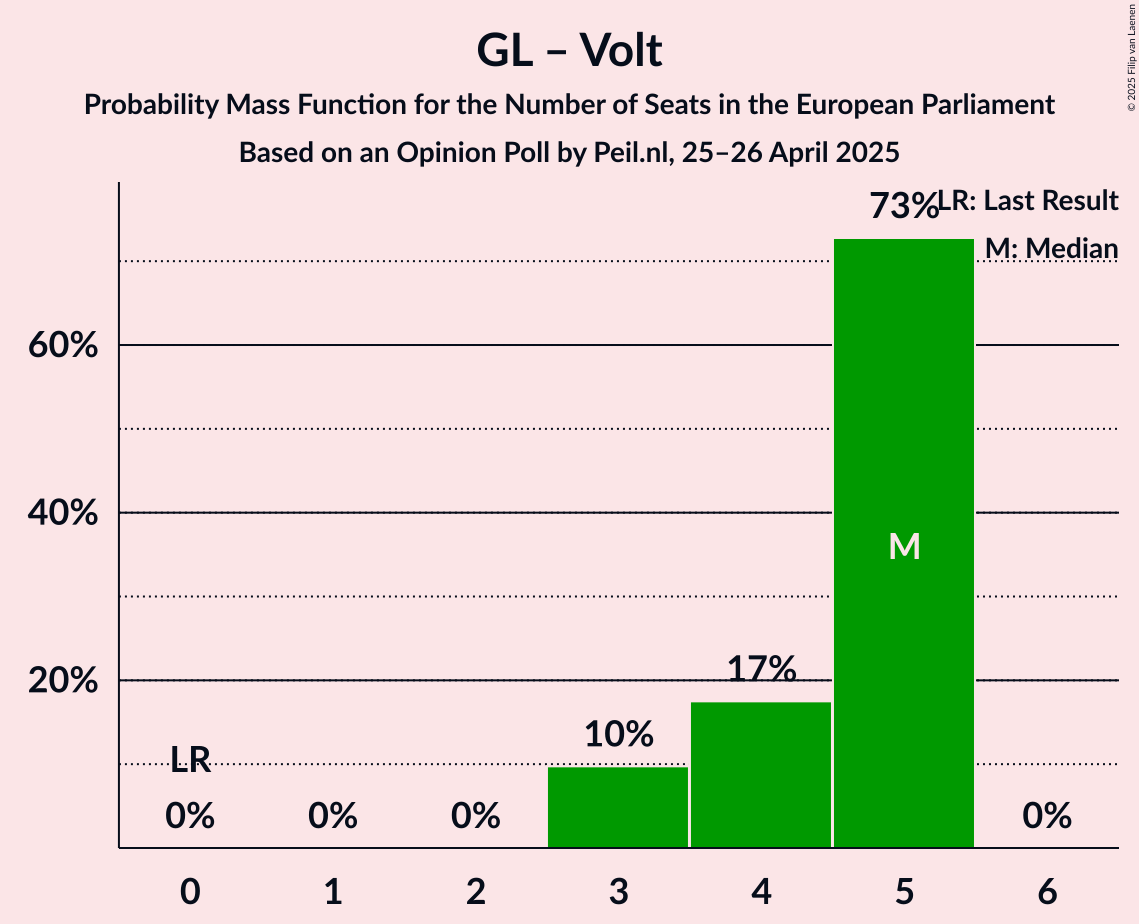 GL – Volt
Probability Mass Function for the Number of Seats in the European Parliament
Based on an Opinion Poll by Peil.nl, 25–26 April 2025
© 2025 Filip van Laenen
LR: Last Result
M: Median
73%
60%
40%
M
20%
17%
10%
LR
0%
0%
0%
0%
0
1
2
3
4
5
6